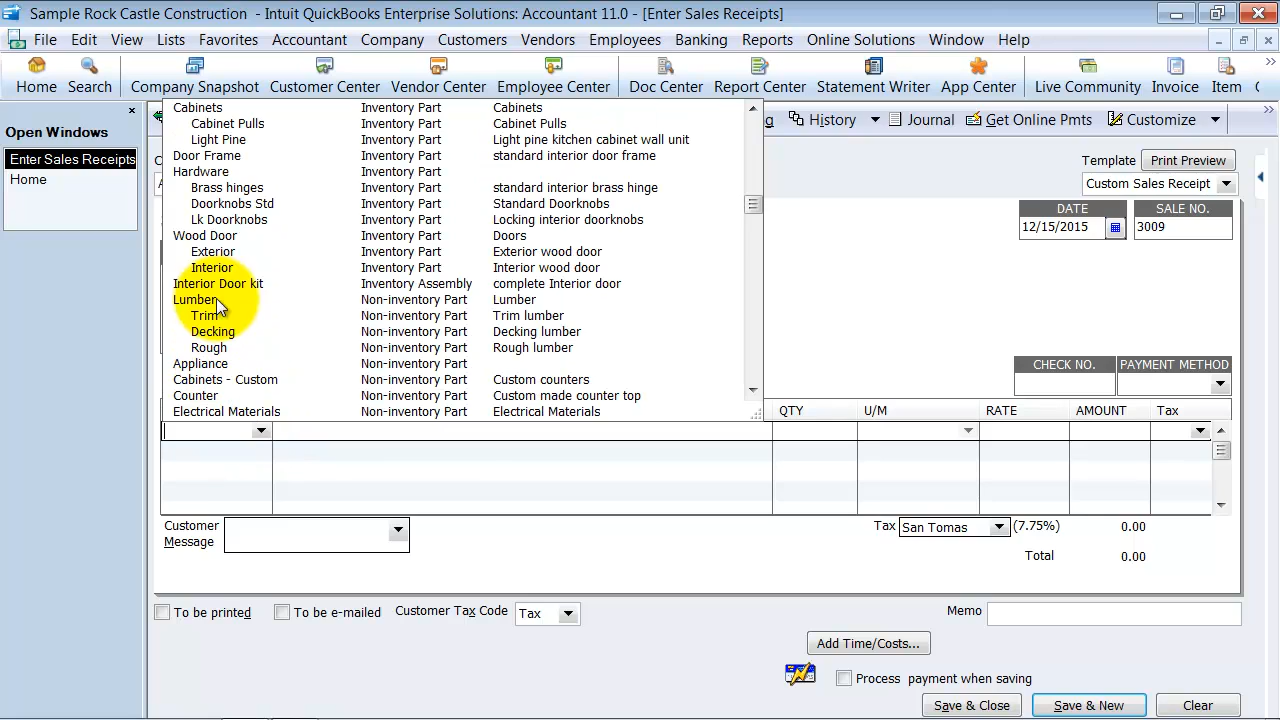 Sample Rock Castle Construction - Intuit QuickBooks Enterprise Solutions: Accountant 11.0 - [Enter Sales Receipts]
File Edit View Lists Favorites Accountant Company Customers Vendors Employees Banking Reports Online Solutions Window Help
Home Search Company Snapshot Customer Center Vendor Center Employee Center Doc Center Report Center Statement Writer App Center Live Community Invoice Item
Open Windows
Enter Sales Receipts
Home
History Journal Get Online Pmts Customize
Template Print Preview
Custom Sales Receipt
DATE SALE NO.
12/15/2015 3009
Cabinets Inventory Part Cabinets
Cabinet Pulls Inventory Part Cabinet Pulls
Light Pine Inventory Part Light pine kitchen cabinet wall unit
Door Frame Inventory Part standard interior door frame
Hardware Inventory Part
Brass hinges Inventory Part standard interior brass hinge
Doorknobs Std Inventory Part Standard Doorknobs
Lk Doorknobs Inventory Part Locking interior doorknobs
Wood Door Inventory Part Doors
Exterior Inventory Part Exterior wood door
Interior Inventory Part Interior wood door
Interior Door kit Inventory Assembly complete Interior door
Lumber Non-inventory Part Lumber
Trim Non-inventory Part Trim lumber
Decking Non-inventory Part Decking lumber
Rough Non-inventory Part Rough lumber
Appliance Non-inventory Part
Cabinets - Custom Non-inventory Part Custom counters
Counter Non-inventory Part Custom made counter top
Electrical Materials Non-inventory Part Electrical Materials
CHECK NO. PAYMENT METHOD
QTY U/M RATE AMOUNT Tax
Customer Message
Tax San Tomas (7.75%) 0.00
Total 0.00
To be printed To be e-mailed Customer Tax Code Tax Memo
Add Time/Costs...
Process payment when saving
Save & Close Save & New Clear